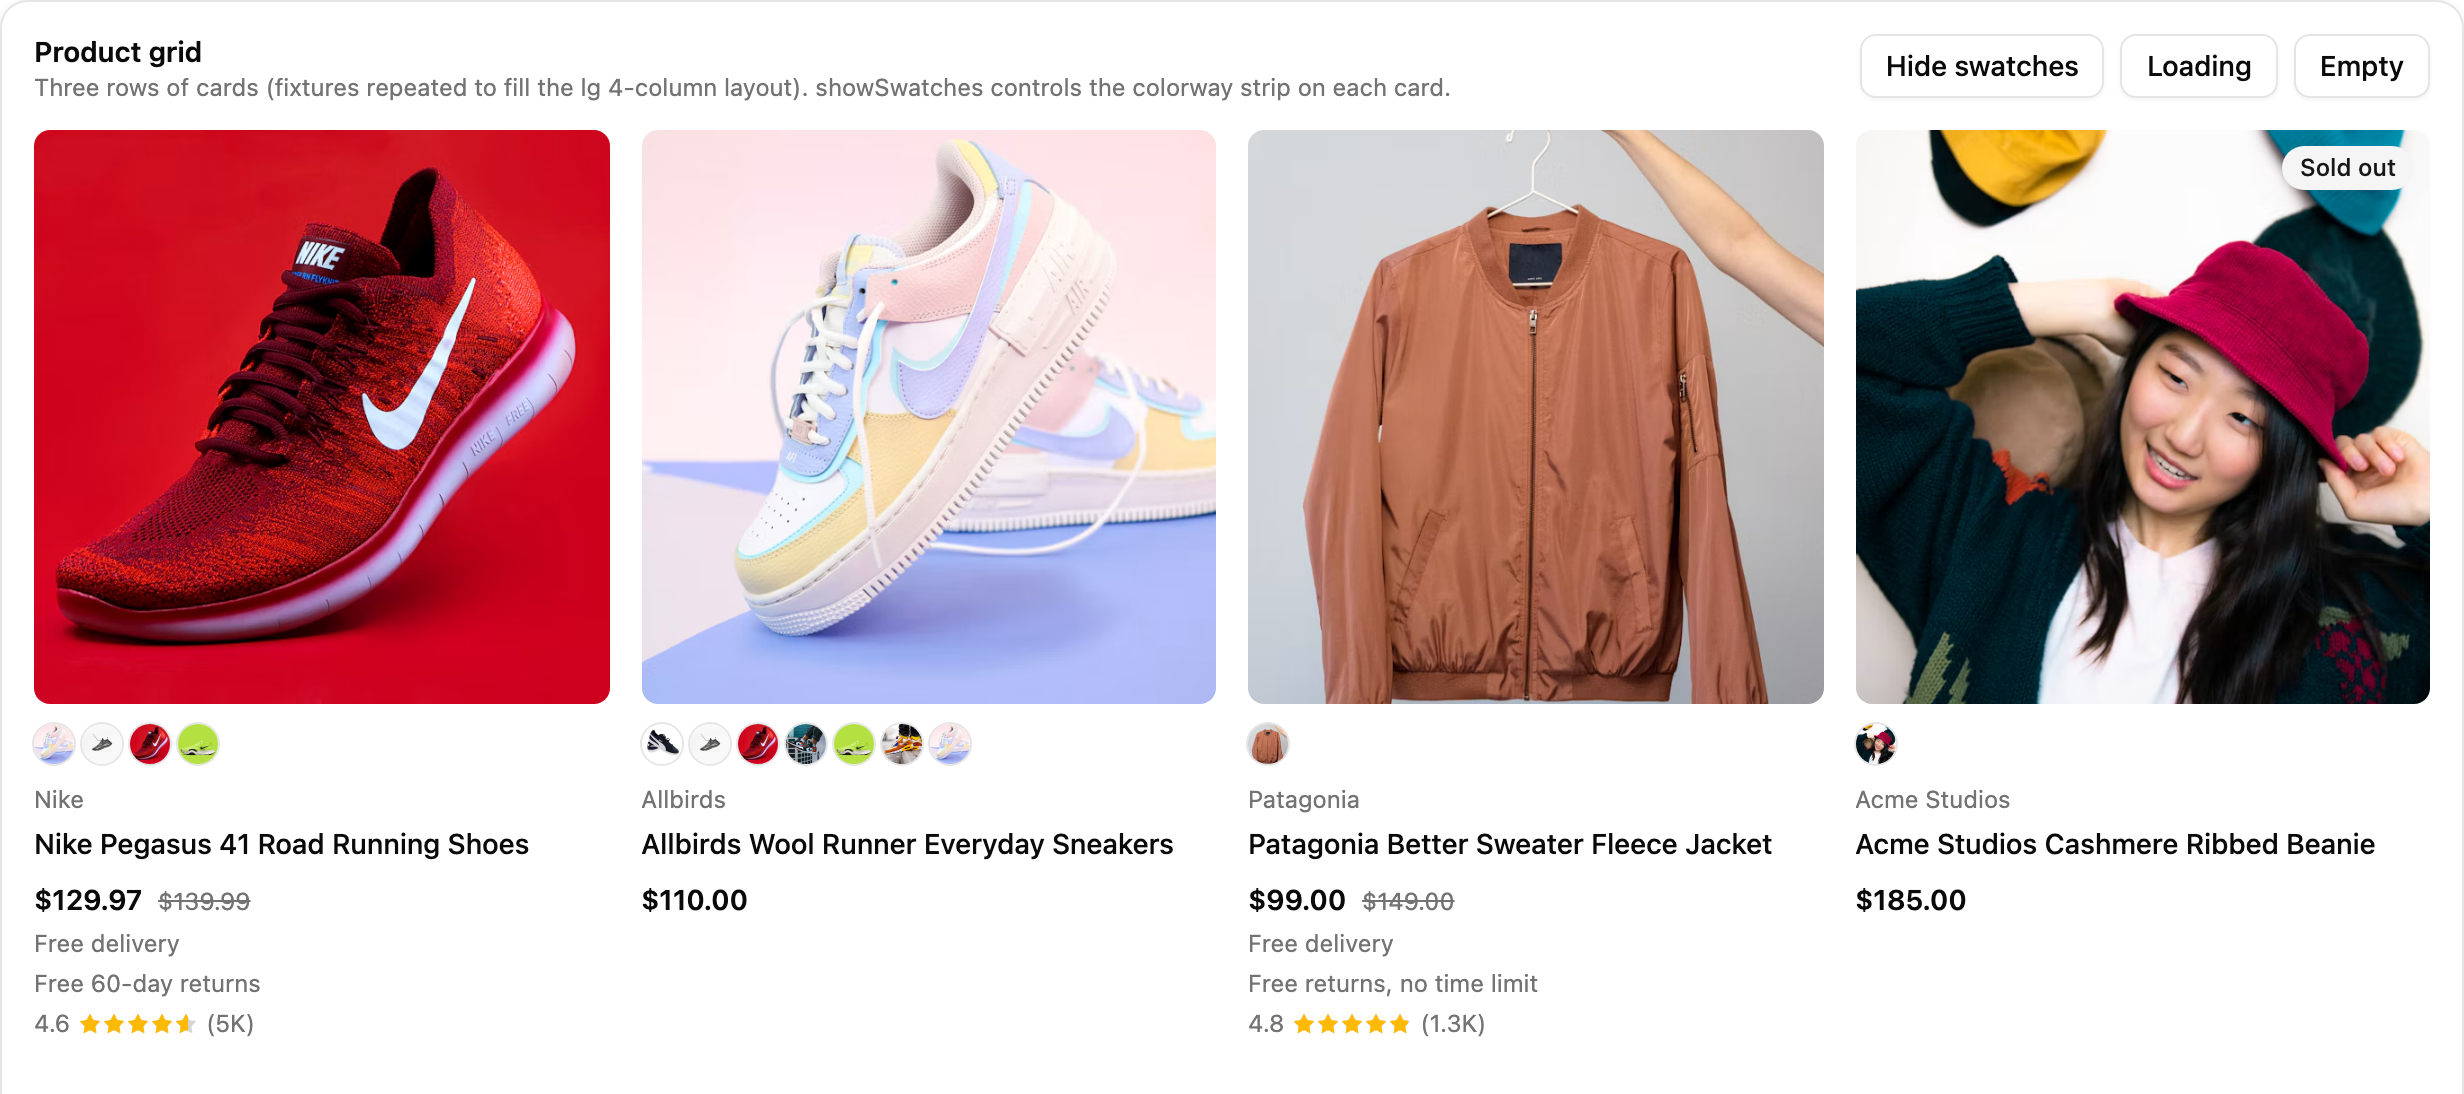 Product grid
Three rows of cards (fixtures repeated to fill the lg 4-column layout). showSwatches controls the colorway strip on each card.
Hide swatches
Loading
Empty
NIKE
NIKE FREE
AIR
AIR
Sold out
Nike
Nike Pegasus 41 Road Running Shoes
$129.97 $139.99
Free delivery
Free 60-day returns
4.6 (5K)
Allbirds
Allbirds Wool Runner Everyday Sneakers
$110.00
Patagonia
Patagonia Better Sweater Fleece Jacket
$99.00 $149.00
Free delivery
Free returns, no time limit
4.8 (1.3K)
Acme Studios
Acme Studios Cashmere Ribbed Beanie
$185.00